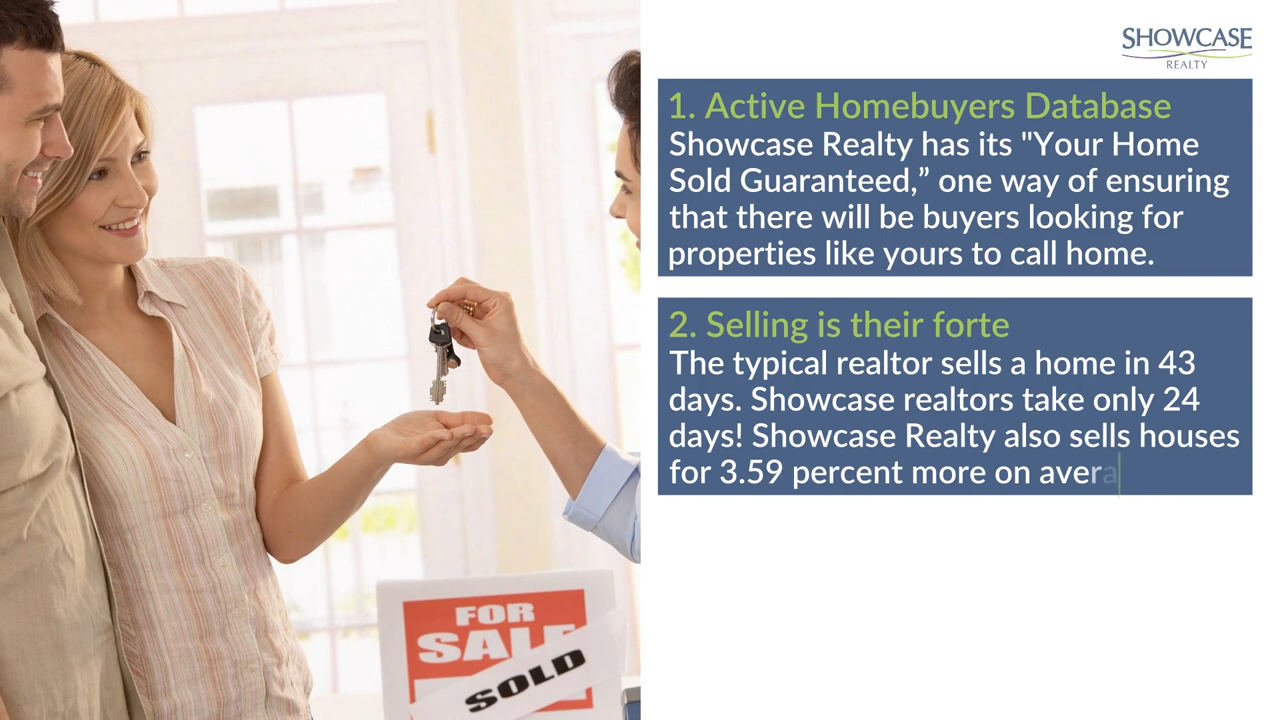 SHOWCASE
REALTY
1. Active Homebuyers Database
Showcase Realty has its "Your Home
Sold Guaranteed,” one way of ensuring
that there will be buyers looking for
properties like yours to call home.
2. Selling is their forte
The typical realtor sells a home in 43
days. Showcase realtors take only 24
days! Showcase Realty also sells houses
for 3.59 percent more on avera
FOR
SALE
SOLD